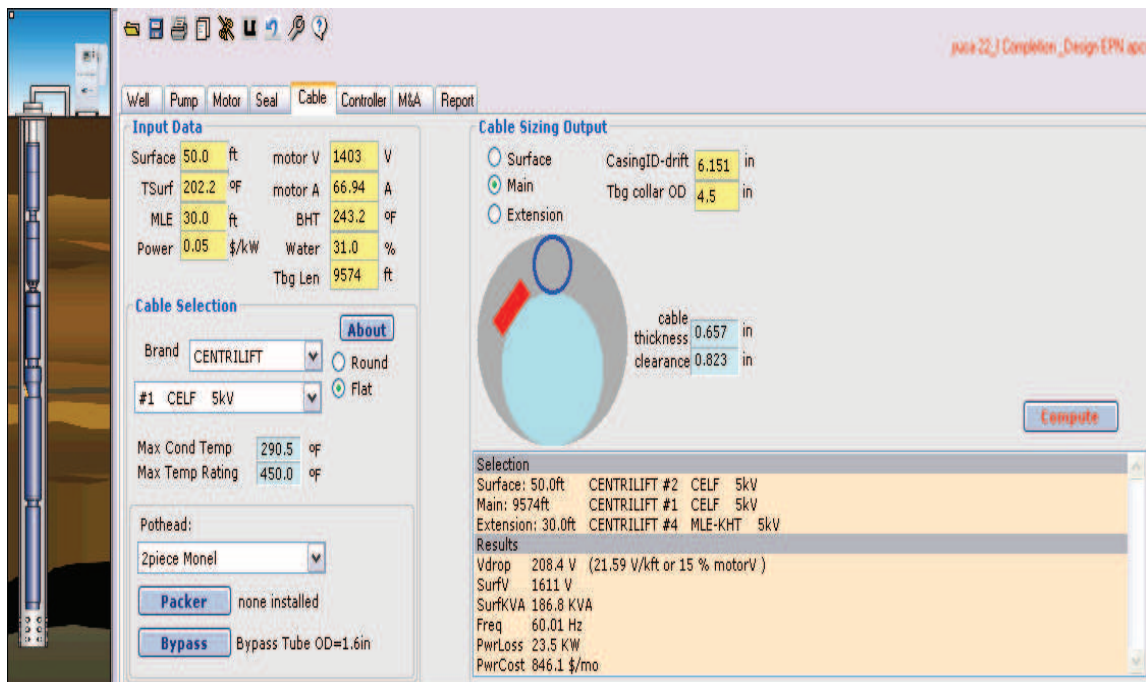 puca 22_I Completion _Design EPN apc
Well Pump Motor Seal Cable Controller M&A Report
Input Data
Surface 50.0 ft motor V 1403 V
TSurf 202.2 ºF motor A 66.94 A
MLE 30.0 ft BHT 243.2 ºF
Power 0.05 $/kW Water 31.0 %
Tbg Len 9574 ft
Cable Selection
About
Brand CENTRILIFT Round
#1 CELF 5kV Flat
Max Cond Temp 290.5 ºF
Max Temp Rating 450.0 ºF
Pothead:
2piece Monel
Packer none installed
Bypass Bypass Tube OD=1.6in
Cable Sizing Output
Surface CasingID-drift 6.151 in
Main Tbg collar OD 4.5 in
Extension
cable
thickness 0.657 in
clearance 0.823 in
Compute
Selection
Surface: 50.0ft CENTRILIFT #2 CELF 5kV
Main: 9574ft CENTRILIFT #1 CELF 5kV
Extension: 30.0ft CENTRILIFT #4 MLE-KHT 5kV
Results
Vdrop 208.4 V (21.59 V/kft or 15 % motorV )
SurfV 1611 V
SurfKVA 186.8 KVA
Freq 60.01 Hz
PwrLoss 23.5 KW
PwrCost 846.1 $/mo